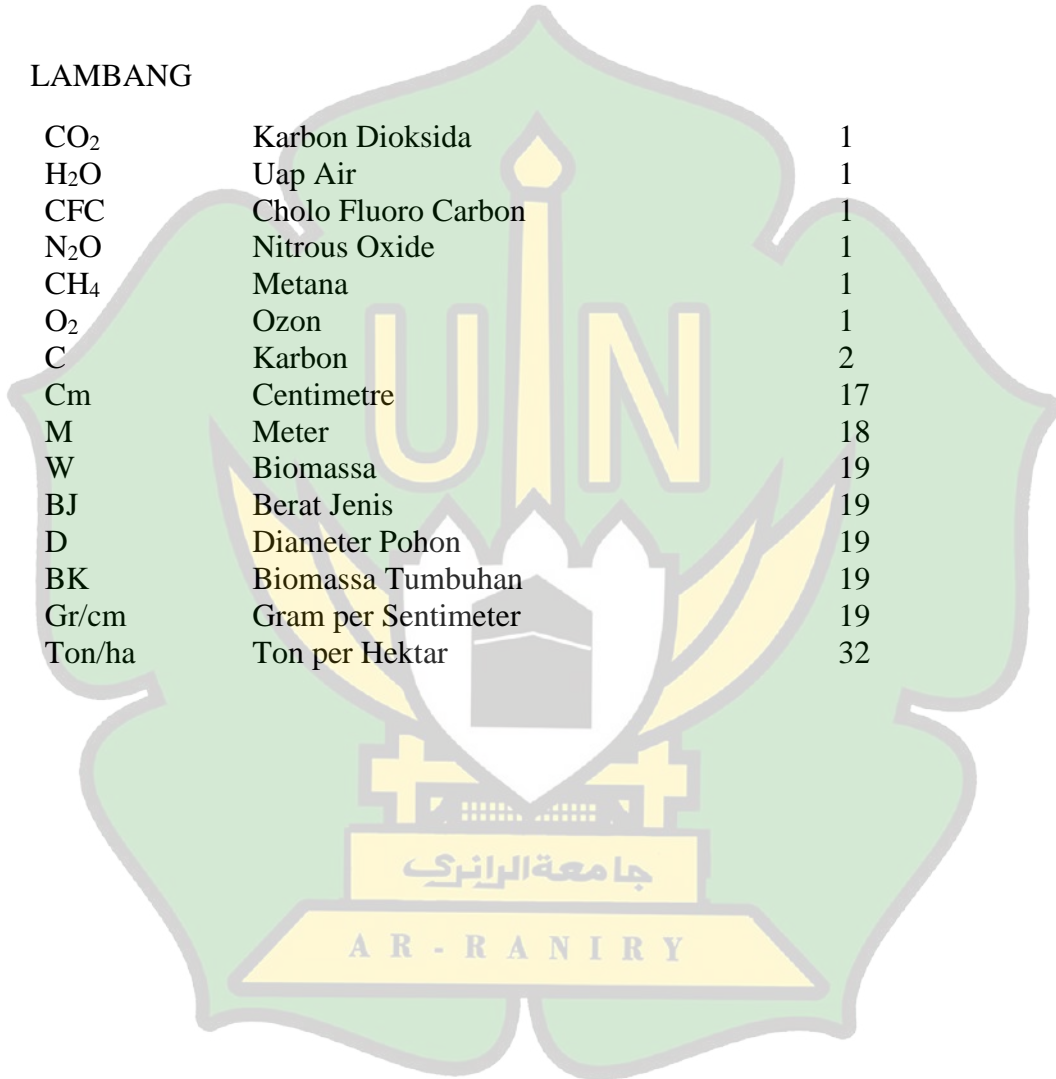 LAMBANG
CO₂ Karbon Dioksida 1
H₂O Uap Air 1
CFC Cholo Fluoro Carbon 1
N₂O Nitrous Oxide 1
CH₄ Metana 1
O₂ Ozon 1
C Karbon 2
Cm Centimetre 17
M Meter 18
W Biomassa 19
BJ Berat Jenis 19
D Diameter Pohon 19
BK Biomassa Tumbuhan 19
Gr/cm Gram per Sentimeter 19
Ton/ha Ton per Hektar 32
UIN
جامعة الرانري
AR-RANIRY